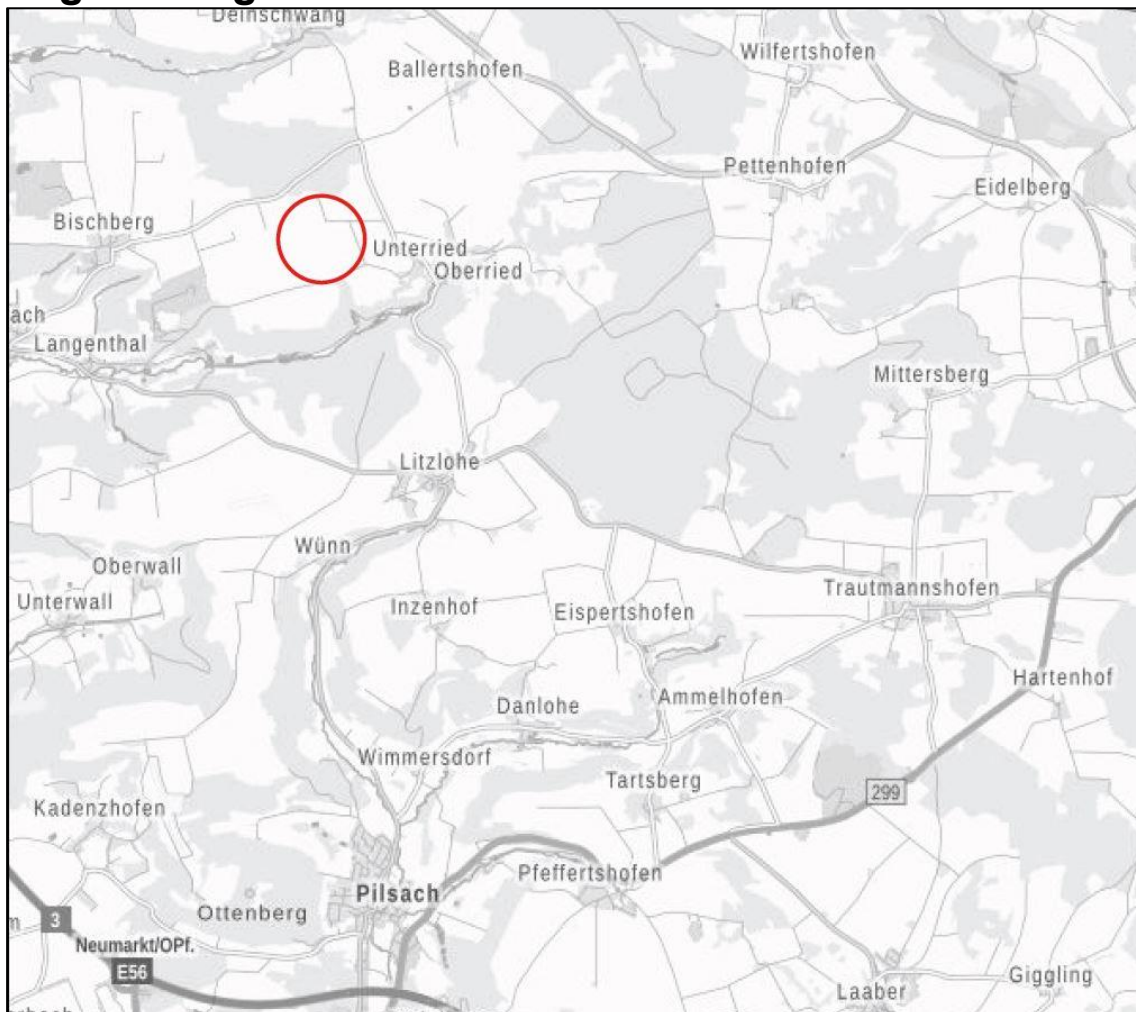 Deinschwang
Wilfertshofen
Ballertshofen
Pettenhofen
Eidelberg
Bischberg
Unterried
Oberried
ach
Langenthal
Mittersberg
Litzlohe
Wünn
Oberwall
Unterwall
Inzenhof
Eispertshofen
Trautmannshofen
Hartenhof
Ammelhofen
Danlohe
Wimmersdorf
Tartsberg
299
Kadenzhofen
Pfeffertshofen
Pilsach
Ottenberg
3
m
Neumarkt/OPf.
E56
Giggling
Laaber